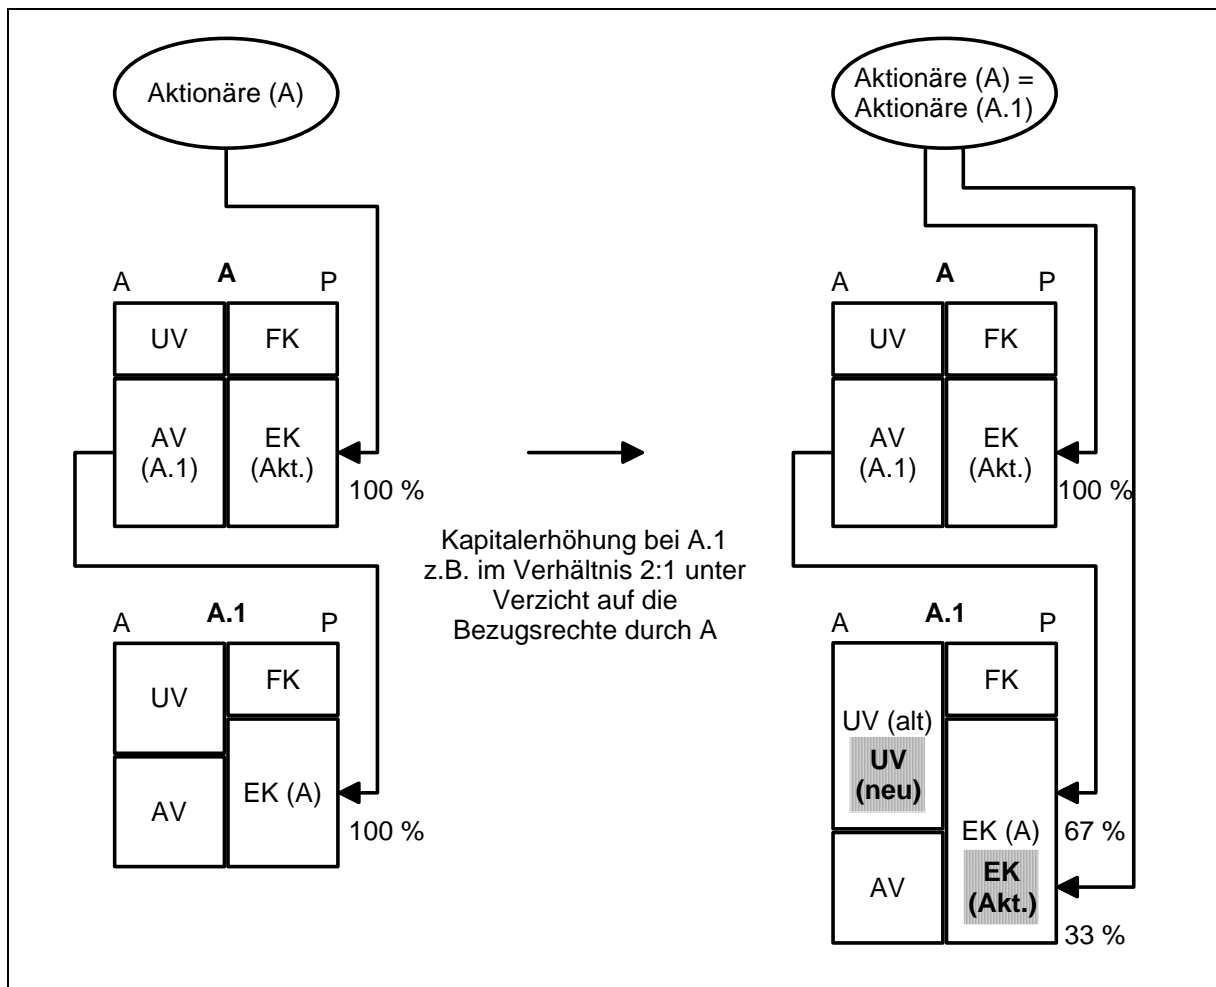 Aktionäre (A)
A
A
P
UV
FK
AV
(A.1)
EK
(Akt.)
100 %
A.1
A
P
UV
FK
AV
EK (A)
100 %
Kapitalerhöhung bei A.1
z.B. im Verhältnis 2:1 unter
Verzicht auf die
Bezugsrechte durch A
Aktionäre (A) =
Aktionäre (A.1)
A
A
P
UV
FK
AV
(A.1)
EK
(Akt.)
100 %
A.1
A
P
FK
UV (alt)
UV
(neu)
EK (A)
67 %
AV
EK
(Akt.)
33 %